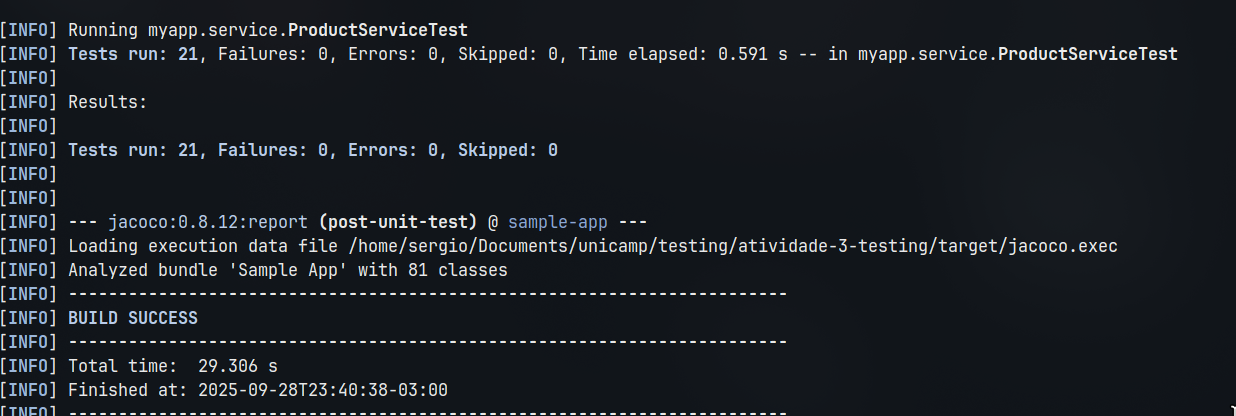 [INFO] Running myapp.service.ProductServiceTest
[INFO] Tests run: 21, Failures: 0, Errors: 0, Skipped: 0, Time elapsed: 0.591 s -- in myapp.service.ProductServiceTest
[INFO]
[INFO] Results:
[INFO]
[INFO] Tests run: 21, Failures: 0, Errors: 0, Skipped: 0
[INFO]
[INFO]
[INFO] --- jacoco:0.8.12:report (post-unit-test) @ sample-app ---
[INFO] Loading execution data file /home/sergio/Documents/unicamp/testing/atividade-3-testing/target/jacoco.exec
[INFO] Analyzed bundle 'Sample App' with 81 classes
[INFO] ------------------------------------------------------------------------
[INFO] BUILD SUCCESS
[INFO] ------------------------------------------------------------------------
[INFO] Total time:  29.306 s
[INFO] Finished at: 2025-09-28T23:40:38-03:00
[INFO] ------------------------------------------------------------------------